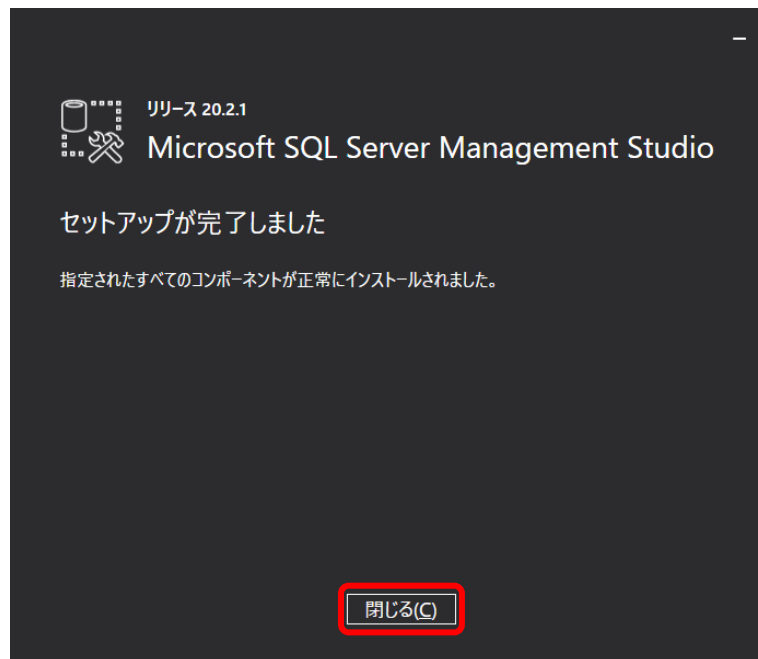 リリース 20.2.1
Microsoft SQL Server Management Studio
セットアップが完了しました
指定されたすべてのコンポーネントが正常にインストールされました。
閉じる(C)